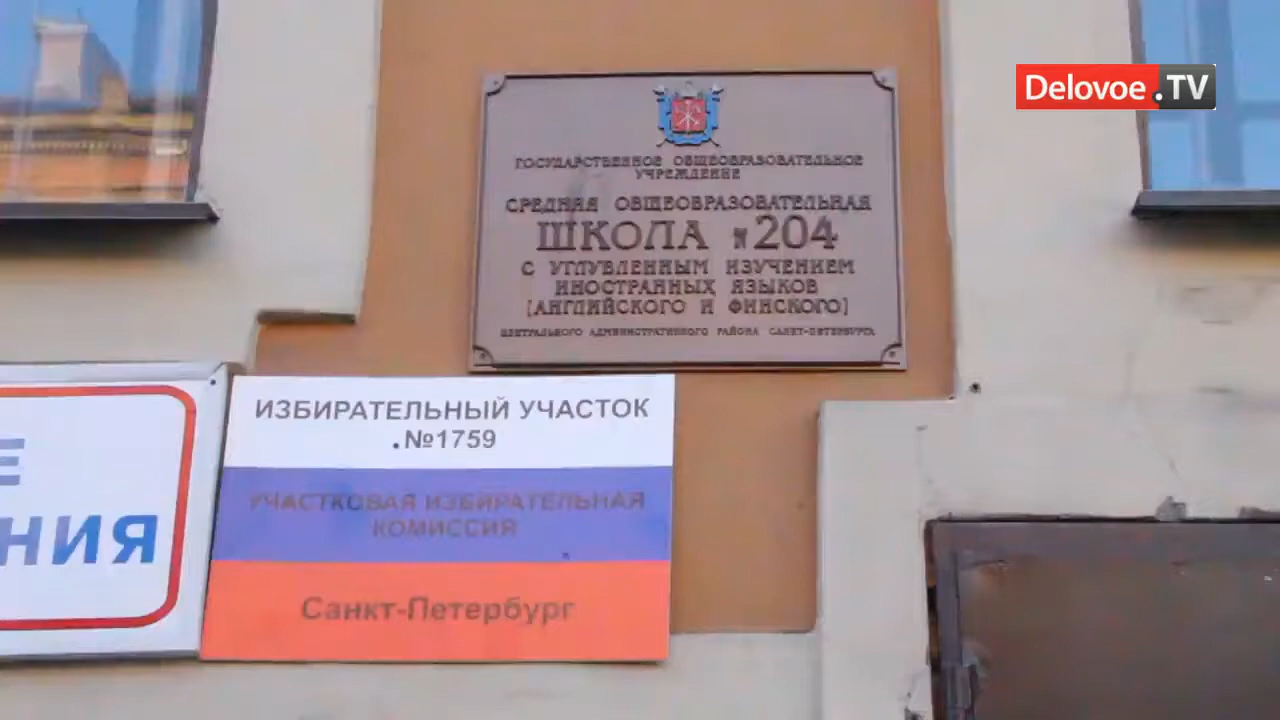 Delovoe.TV
ГОСУДАРСТВЕННОЕ ОБЩЕОБРАЗОВАТЕЛЬНОЕ
УЧРЕЖДЕНИЕ
СРЕДНЯЯ ОБЩЕОБРАЗОВАТЕЛЬНАЯ
ШКОЛА №204
С УГЛУБЛЕННЫМ ИЗУЧЕНИЕМ
ИНОСТРАННЫХ ЯЗЫКОВ
(АНГЛИЙСКОГО И ФИНСКОГО)
ЦЕНТРАЛЬНОГО АДМИНИСТРАТИВНОГО РАЙОНА САНКТ-ПЕТЕРБУРГА
ИЗБИРАТЕЛЬНЫЙ УЧАСТОК
.№1759
УЧАСТКОВАЯ ИЗБИРАТЕЛЬНАЯ
КОМИССИЯ
Санкт-Петербург
Е
НИЯ